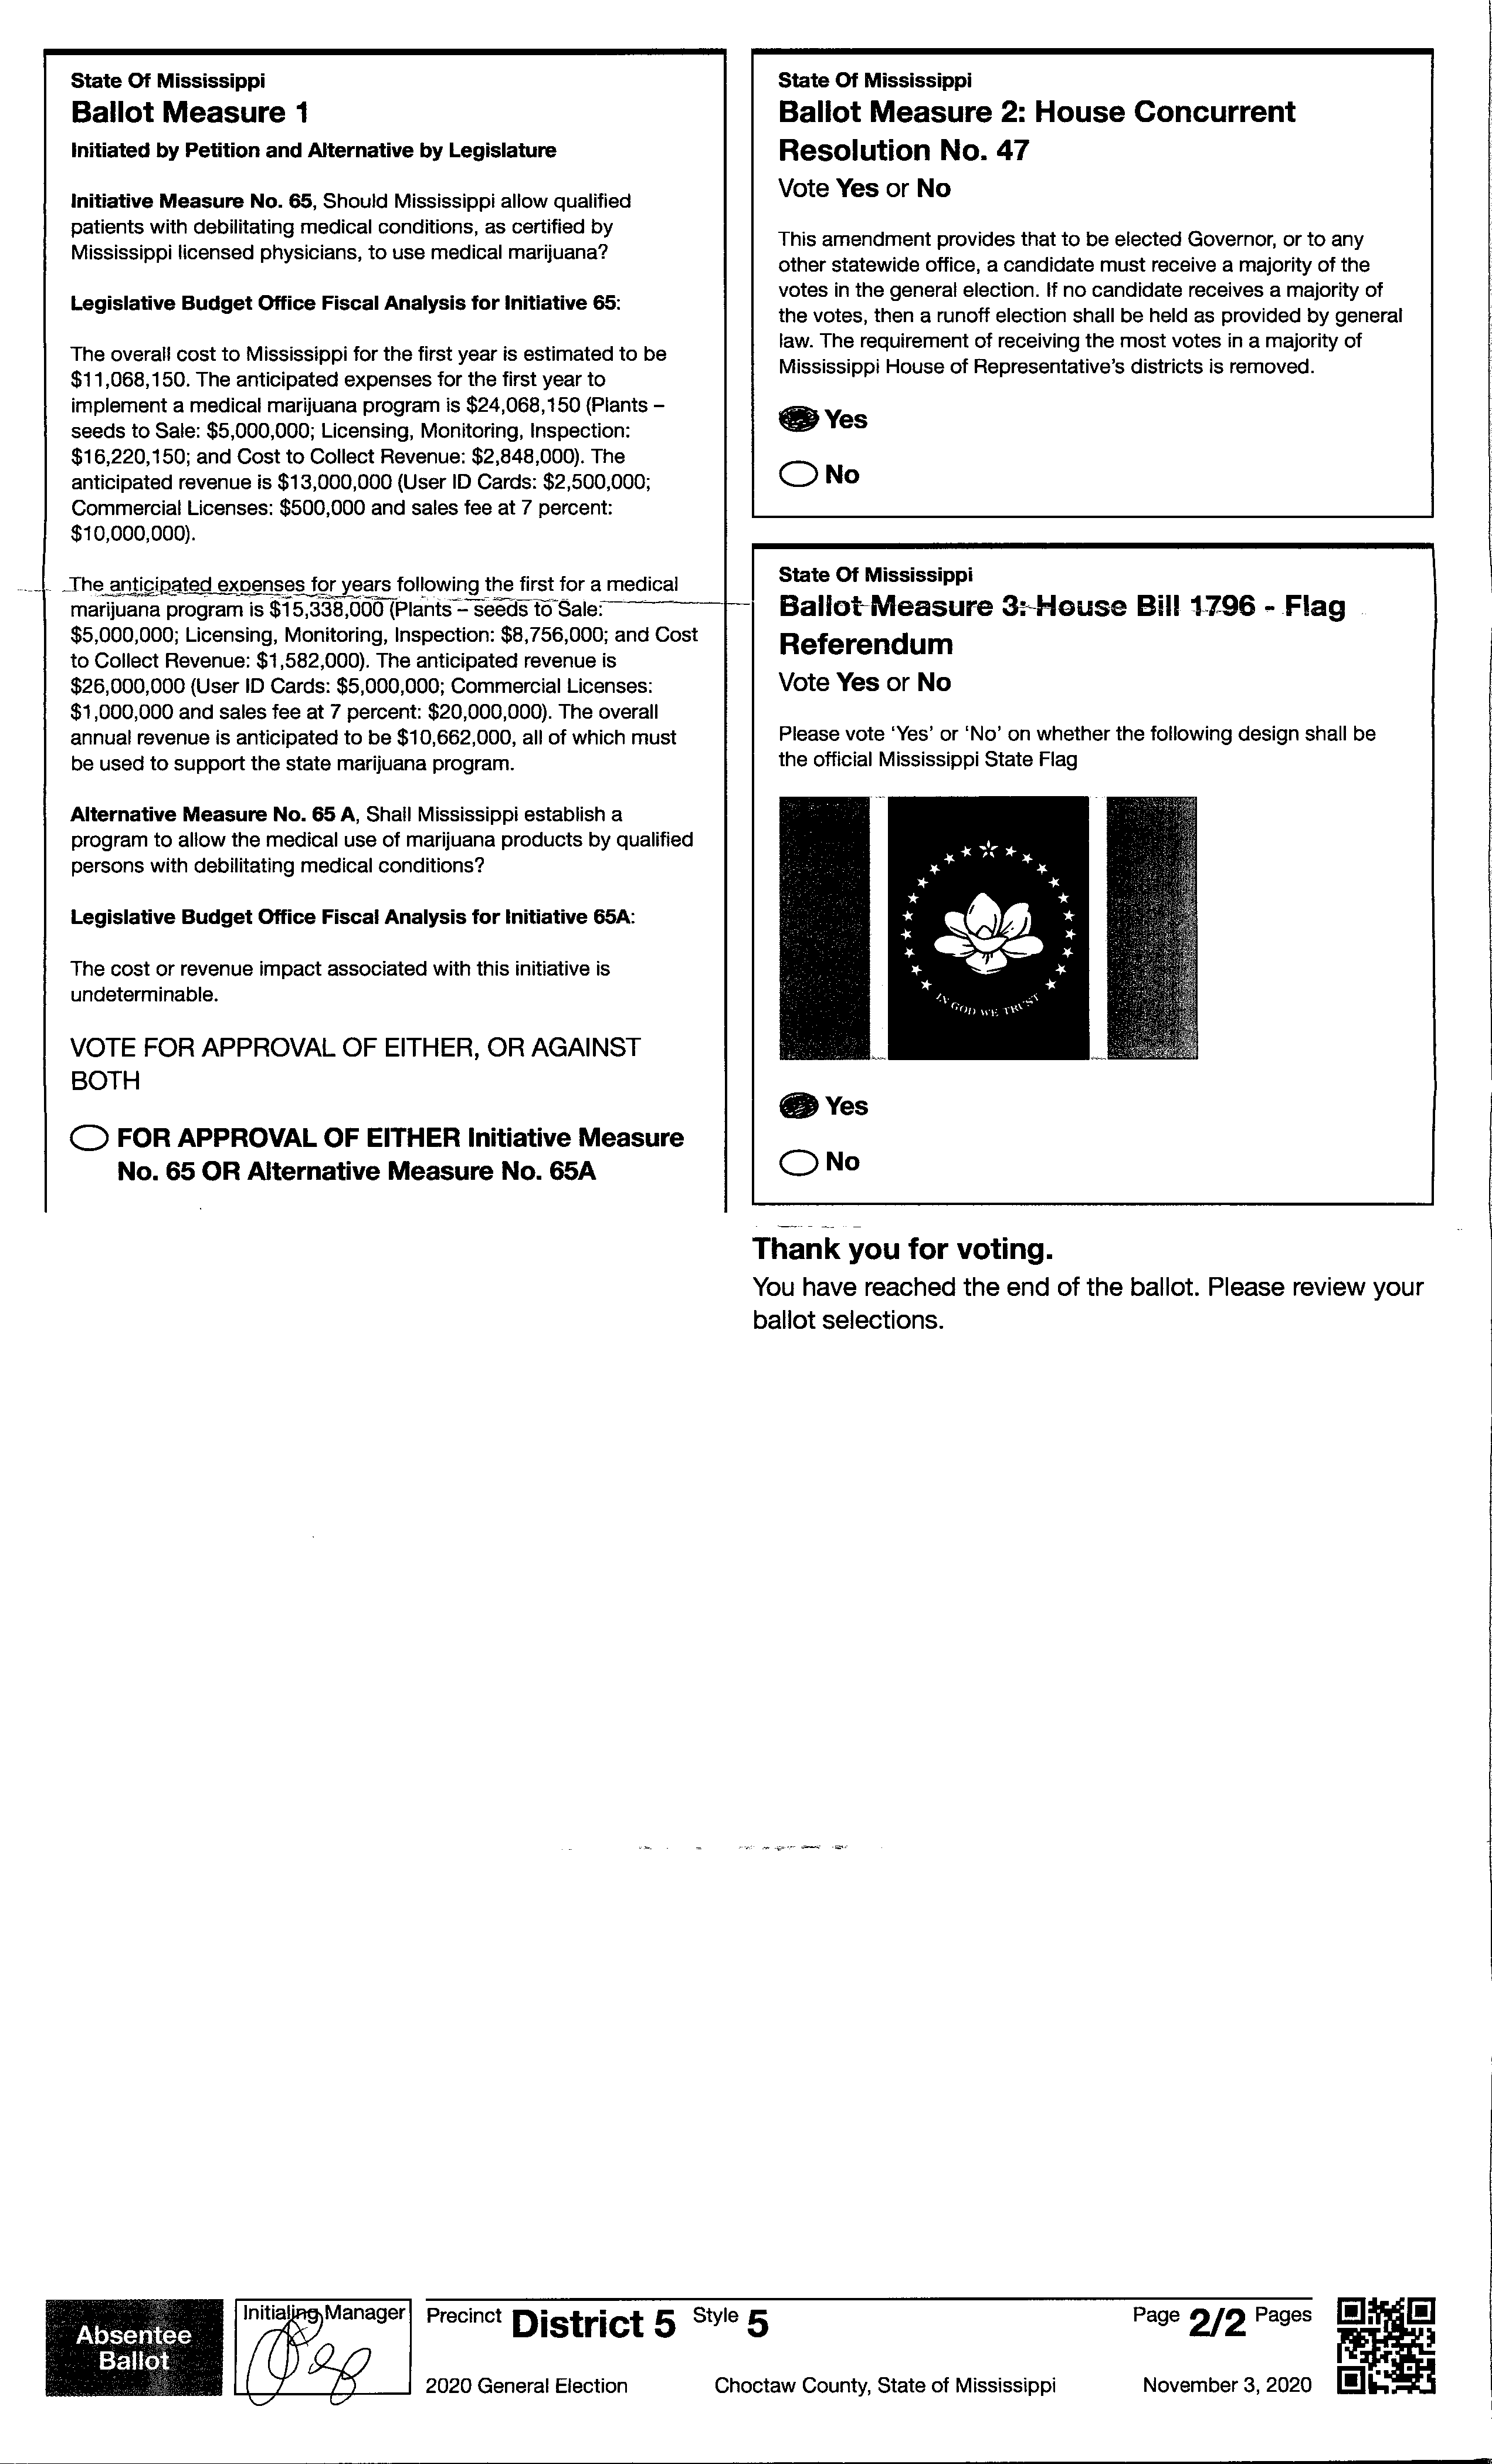 State Of Mississippi
Ballot Measure 1
Initiated by Petition and Alternative by Legislature
Initiative Measure No. 65, Should Mississippi allow qualified
patients with debilitating medical conditions, as certified by
Mississippi licensed physicians, to use medical marijuana?
Legislative Budget Office Fiscal Analysis for Initiative 65:
The overall cost to Mississippi for the first year is estimated to be
$11,068,150. The anticipated expenses for the first year to
implement a medical marijuana program is $24,068,150 (Plants –
seeds to Sale: $5,000,000; Licensing, Monitoring, Inspection:
$16,220,150; and Cost to Collect Revenue: $2,848,000). The
anticipated revenue is $13,000,000 (User ID Cards: $2,500,000;
Commercial Licenses: $500,000 and sales fee at 7 percent:
$10,000,000).
The anticipated expenses for years following the first for a medical
marijuana program is $15,338,000 (Plants – seeds to Sale:
$5,000,000; Licensing, Monitoring, Inspection: $8,756,000; and Cost
to Collect Revenue: $1,582,000). The anticipated revenue is
$26,000,000 (User ID Cards: $5,000,000; Commercial Licenses:
$1,000,000 and sales fee at 7 percent: $20,000,000). The overall
annual revenue is anticipated to be $10,662,000, all of which must
be used to support the state marijuana program.
Alternative Measure No. 65 A, Shall Mississippi establish a
program to allow the medical use of marijuana products by qualified
persons with debilitating medical conditions?
Legislative Budget Office Fiscal Analysis for Initiative 65A:
The cost or revenue impact associated with this initiative is
undeterminable.
VOTE FOR APPROVAL OF EITHER, OR AGAINST
BOTH
FOR APPROVAL OF EITHER Initiative Measure
No. 65 OR Alternative Measure No. 65A
State Of Mississippi
Ballot Measure 2: House Concurrent
Resolution No. 47
Vote Yes or No
This amendment provides that to be elected Governor, or to any
other statewide office, a candidate must receive a majority of the
votes in the general election. If no candidate receives a majority of
the votes, then a runoff election shall be held as provided by general
law. The requirement of receiving the most votes in a majority of
Mississippi House of Representative's districts is removed.
Yes
No
State Of Mississippi
Ballot Measure 3: House Bill 1796 - Flag
Referendum
Vote Yes or No
Please vote ‘Yes’ or ‘No’ on whether the following design shall be
the official Mississippi State Flag
IN GOD WE TRUST
Yes
No
Thank you for voting.
You have reached the end of the ballot. Please review your
ballot selections.
Absentee
Ballot
Initialing Manager
Precinct District 5 Style 5
Page 2/2 Pages
2020 General Election
Choctaw County, State of Mississippi
November 3, 2020